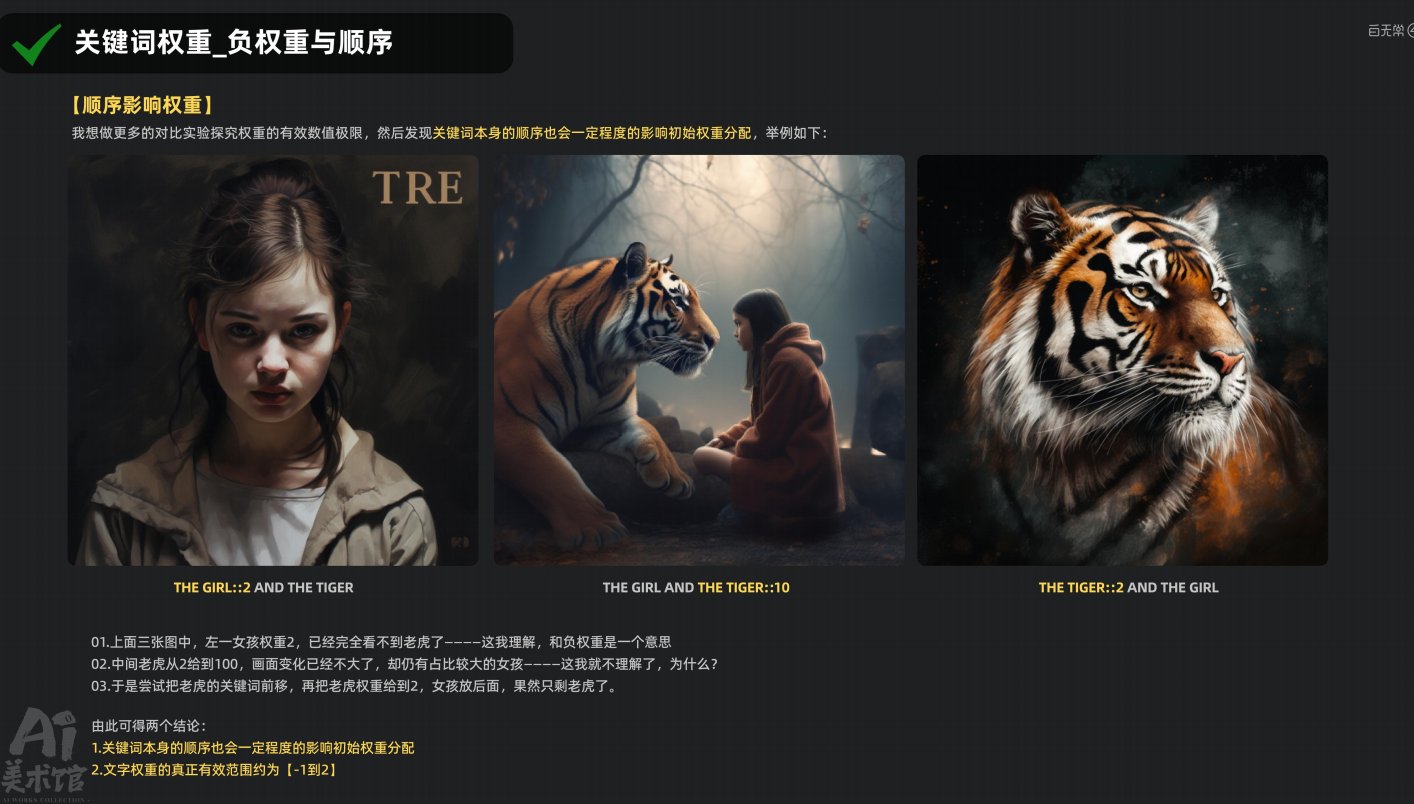 关键词权重_负权重与顺序
【顺序影响权重】
我想做更多的对比实验探究权重的有效数值极限，然后发现关键词本身的顺序也会一定程度的影响初始权重分配，举例如下：
TRE
THE GIRL::2 AND THE TIGER
THE GIRL AND THE TIGER::10
THE TIGER::2 AND THE GIRL
01.上面三张图中，左一女孩权重2，已经完全看不到老虎了————这我理解，和负权重是一个意思
02.中间老虎从2给到100，画面变化已经不大了，却仍有占比较大的女孩————这我就不理解了，为什么？
03.于是尝试把老虎的关键词前移，再把老虎权重给到2，女孩放后面，果然只剩老虎了。
由此可得两个结论：
1.关键词本身的顺序也会一定程度的影响初始权重分配
2.文字权重的真正有效范围约为【-1到2】
Ai
美术馆
AI WORKS COLLECTION